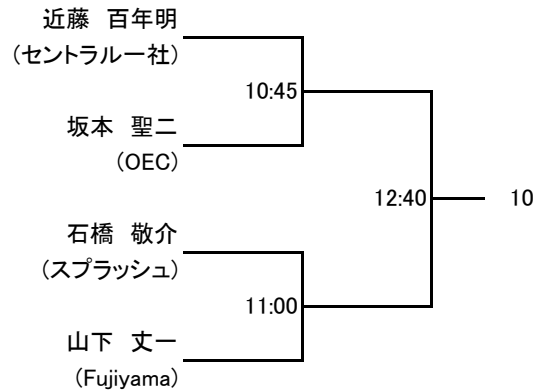 近藤　百年明
(セントラル一社)
10:45
坂本　聖二
(OEC)
12:40
10
石橋　敬介
(スプラッシュ)
11:00
山下　丈一
(Fujiyama)